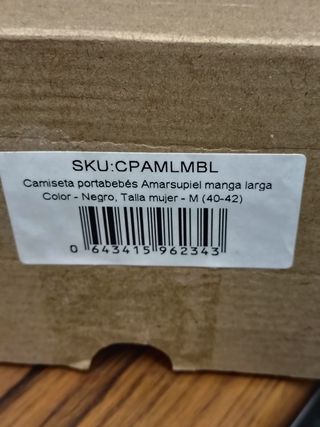 SKU:CPAMLMBL
Camiseta portabebés Amarsupiel manga larga
Color - Negro, Talla mujer - M (40-42)
0 643415 962343